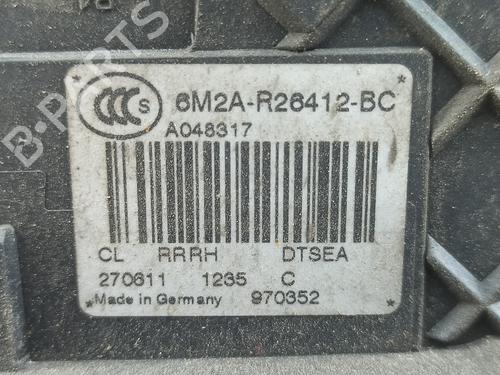 CCC S
6M2A-R26412-BC
A048317
CL RRRH DTSEA
270611 1235 C
Made in Germany 970352
B-PARTS